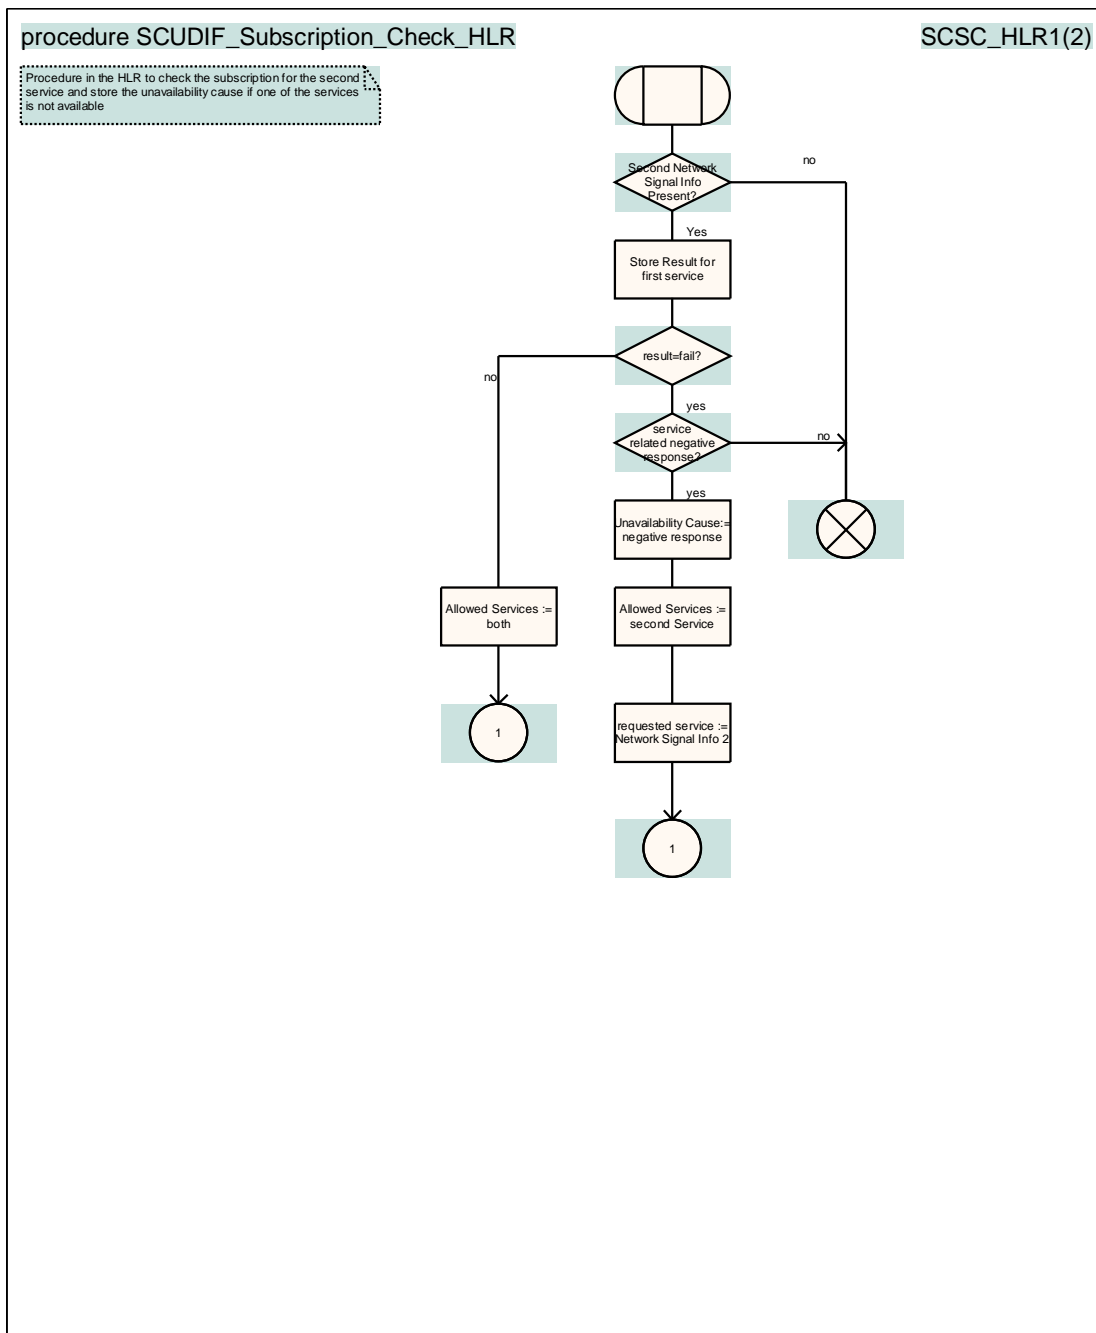 procedure SCUDIF_Subscription_Check_HLR
SCSC_HLR1(2)
Procedure in the HLR to check the subscription for the second
service and store the unavailability cause if one of the services
is not available
Second Network
Signal Info
Present?
no
Yes
Store Result for
first service
result=fail?
no
yes
service
related negative
response?
no
yes
Unavailability Cause:=
negative response
Allowed Services :=
both
Allowed Services :=
second Service
requested service :=
Network Signal Info 2
1
1